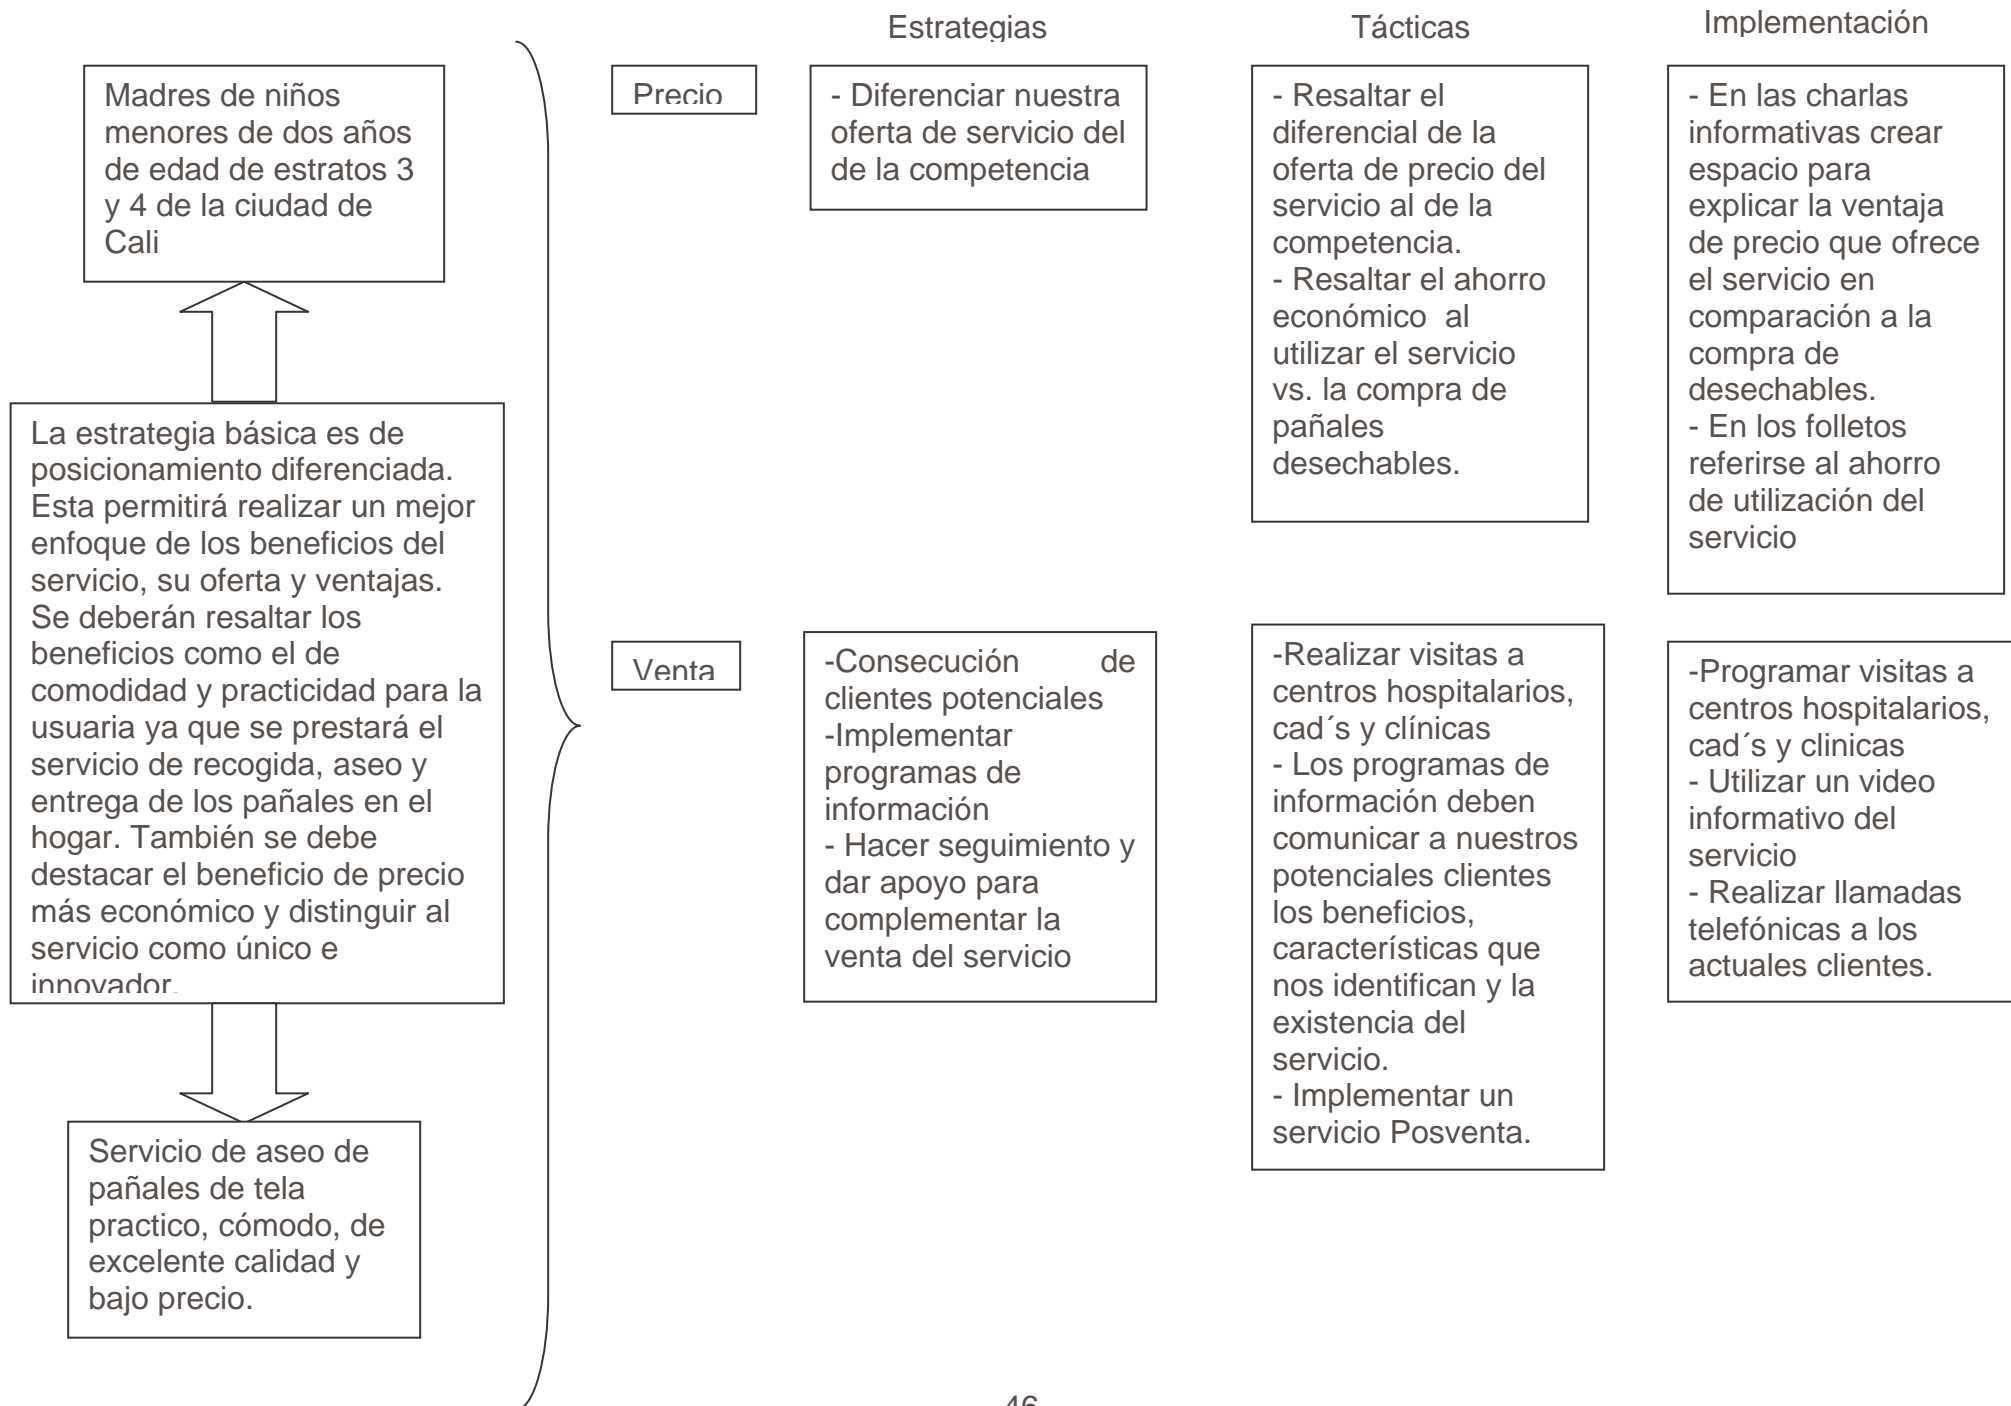 Estrategias
Tácticas
Implementación
Madres de niños
menores de dos años
de edad de estratos 3
y 4 de la ciudad de
Cali
La estrategia básica es de
posicionamiento diferenciada.
Esta permitirá realizar un mejor
enfoque de los beneficios del
servicio, su oferta y ventajas.
Se deberán resaltar los
beneficios como el de
comodidad y practicidad para la
usuaria ya que se prestará el
servicio de recogida, aseo y
entrega de los pañales en el
hogar. También se debe
destacar el beneficio de precio
más económico y distinguir al
servicio como único e
innovador.
Servicio de aseo de
pañales de tela
practico, cómodo, de
excelente calidad y
bajo precio.
Precio
- Diferenciar nuestra
oferta de servicio del
de la competencia
- Resaltar el
diferencial de la
oferta de precio del
servicio al de la
competencia.
- Resaltar el ahorro
económico  al
utilizar el servicio
vs. la compra de
pañales
desechables.
- En las charlas
informativas crear
espacio para
explicar la ventaja
de precio que ofrece
el servicio en
comparación a la
compra de
desechables.
- En los folletos
referirse al ahorro
de utilización del
servicio
Venta
-Consecución de
clientes potenciales
-Implementar
programas de
información
- Hacer seguimiento y
dar apoyo para
complementar la
venta del servicio
-Realizar visitas a
centros hospitalarios,
cad´s y clínicas
- Los programas de
información deben
comunicar a nuestros
potenciales clientes
los beneficios,
características que
nos identifican y la
existencia del
servicio.
- Implementar un
servicio Posventa.
-Programar visitas a
centros hospitalarios,
cad´s y clinicas
- Utilizar un video
informativo del
servicio
- Realizar llamadas
telefónicas a los
actuales clientes.
46